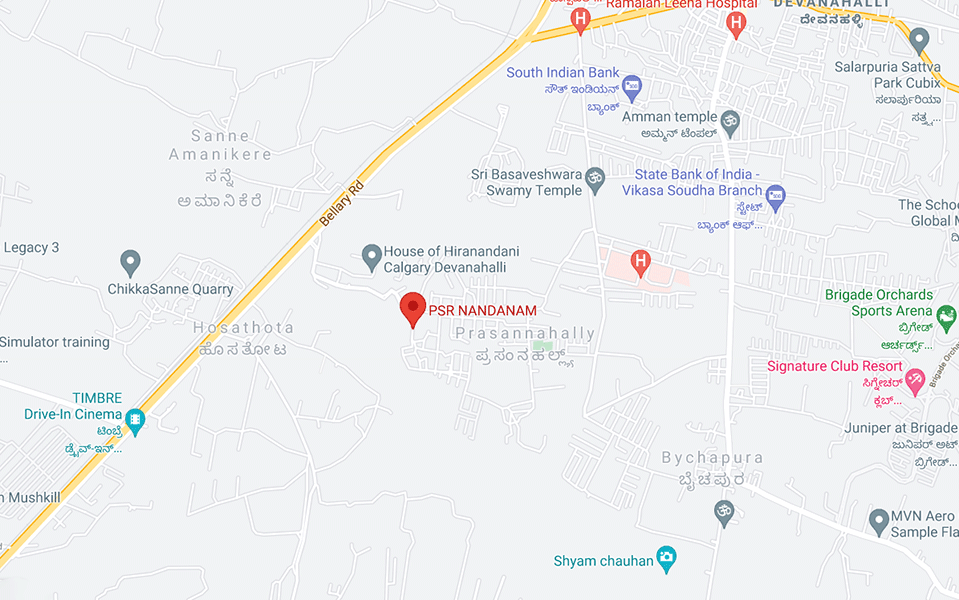 Ramaiah Leena Hospital
DEVANAHALLI
ದೇವನಹಳ್ಳಿ
Salarpuria Sattva
Park Cubix
ಸಲಾರ್ಪುರಿಯಾ
ಸತ್ತ್ವ...
South Indian Bank
ಸೌತ್ ಇಂಡಿಯನ್
ಬ್ಯಾಂಕ್
Amman temple
ಅಮ್ಮನ್ ಟೆಂಪಲ್
Sanne
Amanikere
ಸನ್ನೆ
ಅಮಾನಿಕೆರೆ
Sri Basaveshwara
Swamy Temple
State Bank of India -
Vikasa Soudha Branch
ಸ್ಟೇಟ್
ಬ್ಯಾಂಕ್ ಆಫ್...
Bellary Rd
The Schoo
Global M
Legacy 3
House of Hiranandani
Calgary Devanahalli
ChikkaSanne Quarry
PSR NANDANAM
Brigade Orchards
Sports Arena
ಬ್ರಿಗೇಡ್
ಆರ್ಚರ್ಡ್ಸ್...
Hosathota
ಹೊಸತೋಟ
Prasannahally
ಪ್ರಸಂನಹಲ್ಲ್ಯ್
Simulator training
...
Signature Club Resort
ಸಿಗ್ನೇಚರ್
ಕ್ಲಬ್...
Brigade Orcha
TIMBRE
Drive-In Cinema
ಟಿಂಬ್ರೆ
ಡ್ರೈವ್-ಇನ್...
Juniper at Brigade
ಜುನಿಪರ್ ಅಟ್
ಬ್ರಿಗೇಡ್...
Bychapura
ಬೈಚಪುರ
n Mushkill
MVN Aero
Sample Fla
Shyam chauhan